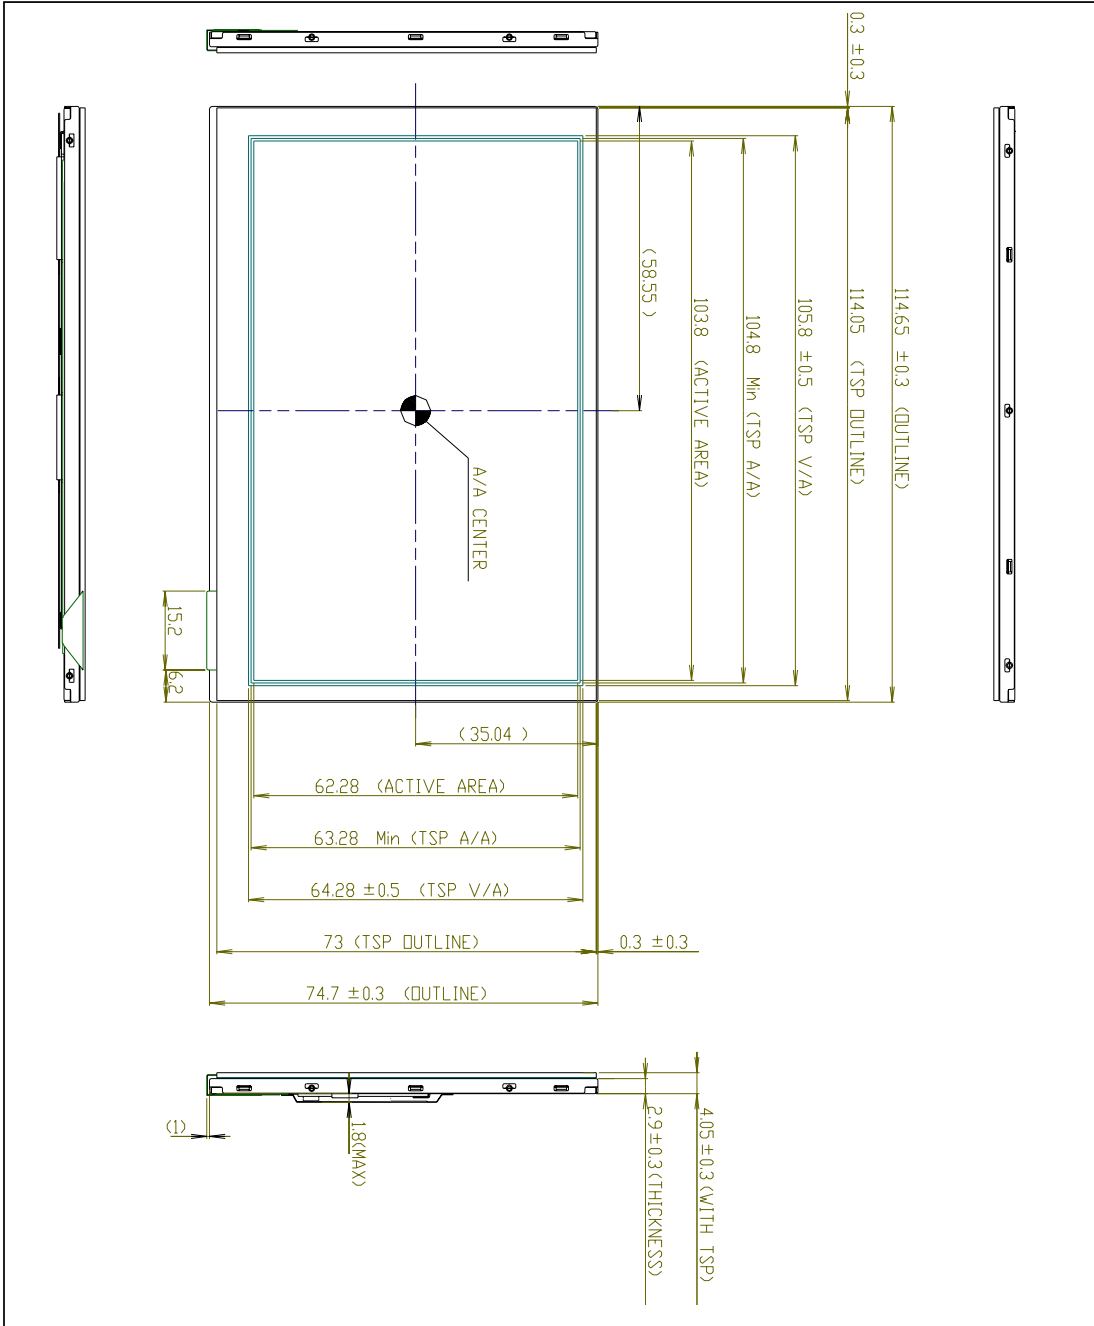 0.3 ±0.3
114.65 ±0.3 (OUTLINE)
114.05 (TSP OUTLINE)
105.8 ±0.5 (TSP V/A)
104.8 Min (TSP A/A)
103.8 (ACTIVE AREA)
(58.55 )
A/A CENTER
15.2
6.2
( 35.04 )
62.28 (ACTIVE AREA)
63.28 Min (TSP A/A)
64.28 ±0.5 (TSP V/A)
73 (TSP OUTLINE)
0.3 ±0.3
74.7 ±0.3 (OUTLINE)
(1)
1.8(MAX)
2.9±0.3(THICKNESS)
4.05±0.3(WITH TSP)